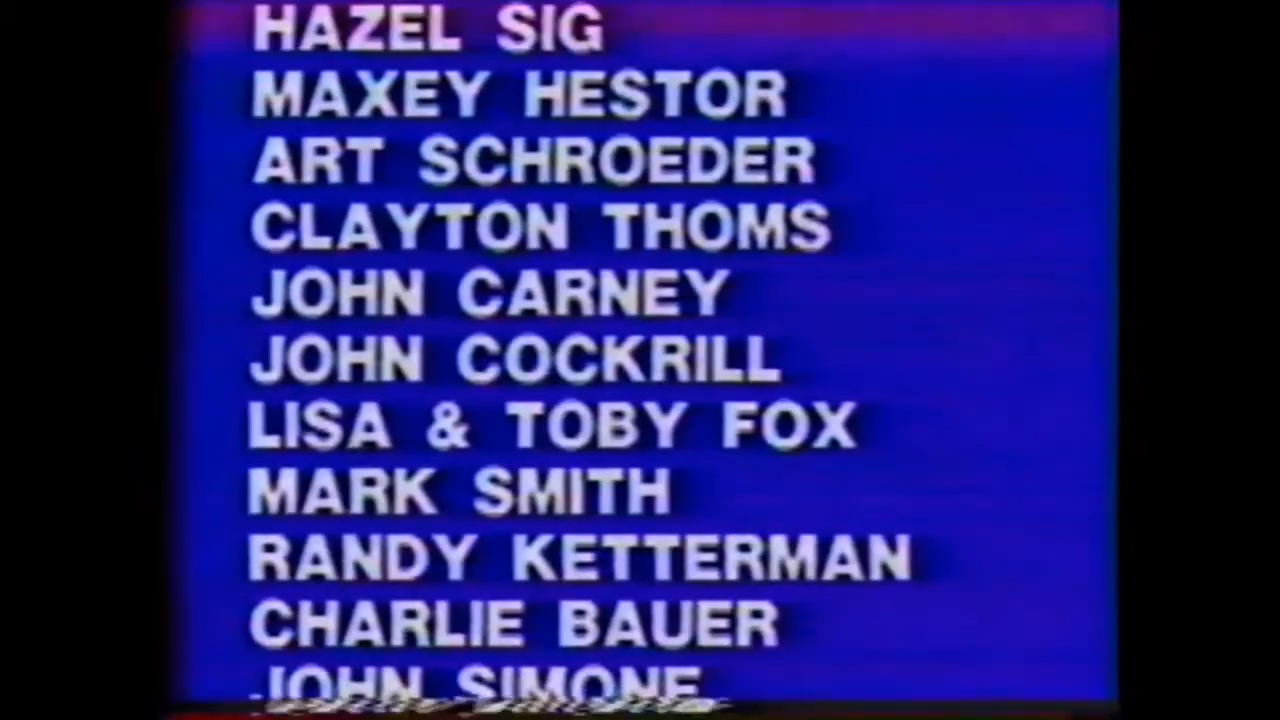 HAZEL SIG
MAXEY HESTOR
ART SCHROEDER
CLAYTON THOMS
JOHN CARNEY
JOHN COCKRILL
LISA & TOBY FOX
MARK SMITH
RANDY KETTERMAN
CHARLIE BAUER
JOHN SIMONE